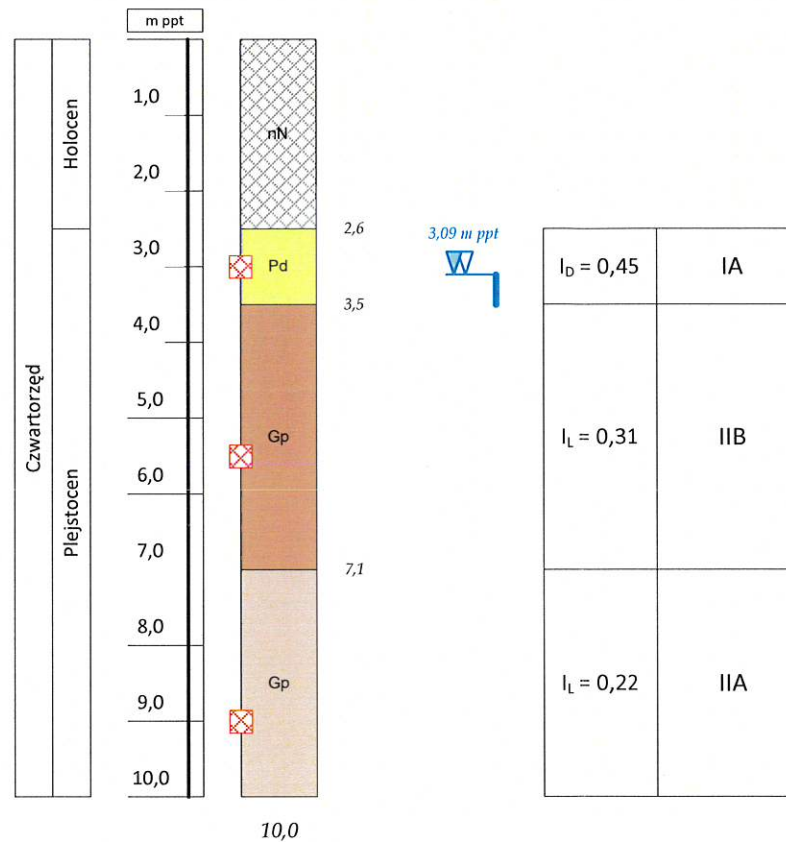 m ppt
Czwartorzęd
Holocen
Plejstocen
1,0
2,0
3,0
4,0
5,0
6,0
7,0
8,0
9,0
10,0
nN
2,6
Pd
3,5
Gp
7,1
Gp
10,0
3,09 m ppt
I_D = 0,45
IA
I_L = 0,31
IIB
I_L = 0,22
IIA